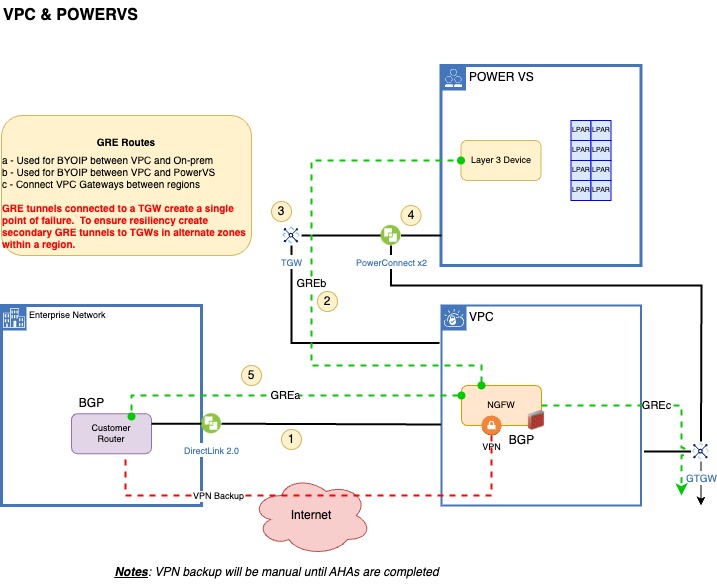 VPC & POWERVS
POWER VS
LPAR LPAR
LPAR LPAR
LPAR LPAR
LPAR LPAR
Layer 3 Device
GRE Routes
a - Used for BYOIP between VPC and On-prem
b - Used for BYOIP between VPC and PowerVS
c - Connect VPC Gateways between regions
GRE tunnels connected to a TGW create a single
point of failure. To ensure resiliency create
secondary GRE tunnels to TGWs in alternate zones
within a region.
3
4
TGW
PowerConnect x2
GREb
2
Enterprise Network
VPC
5
GREa
BGP
Customer
Router
DirectLink 2.0
1
NGFW
VPN
BGP
GREc
GTGW
VPN Backup
Internet
Notes: VPN backup will be manual until AHAs are completed